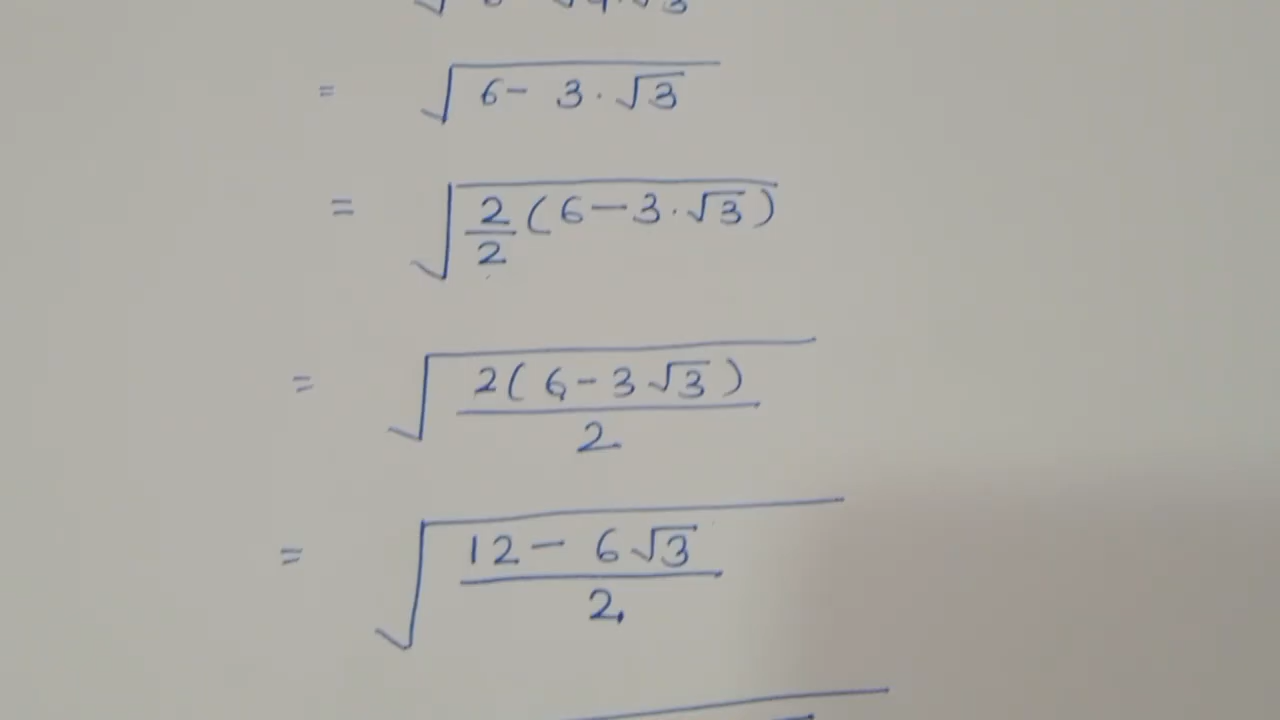 = √(6 - 3·√3)
= √(2/2 (6 - 3·√3))
= √(2(6 - 3√3)/2)
= √((12 - 6√3)/2)